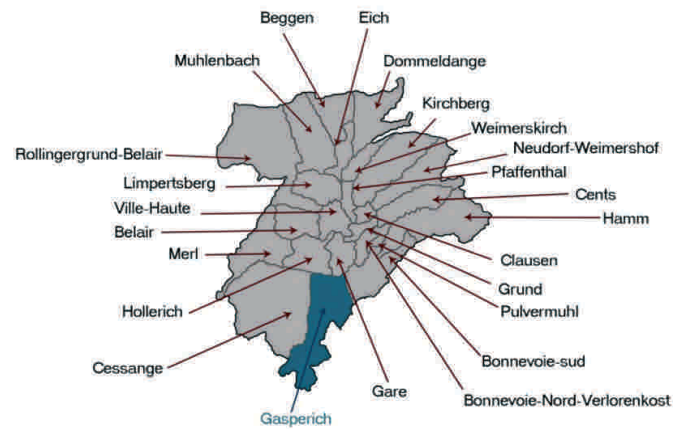 Beggen
Eich
Muhlenbach
Dommeldange
Kirchberg
Weimerskirch
Neudorf-Weimershof
Rollingergrund-Belair
Pfaffenthal
Limpertsberg
Cents
Ville-Haute
Hamm
Belair
Merl
Clausen
Grund
Hollerich
Pulvermuhl
Bonnevoie-sud
Cessange
Gare
Bonnevoie-Nord-Verlorenkost
Gasperich